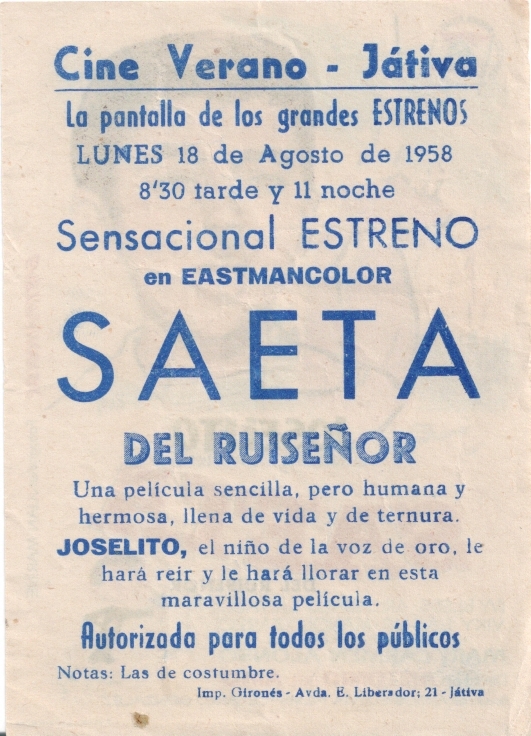 Cine Verano - Játiva
La pantalla de los grandes ESTRENOS
LUNES 18 de Agosto de 1958
8'30 tarde y 11 noche
Sensacional ESTRENO
en EASTMANCOLOR
SAETA
DEL RUISEÑOR
Una película sencilla, pero humana y
hermosa, llena de vida y de ternura.
JOSELITO, el niño de la voz de oro, le
hará reir y le hará llorar en esta
maravillosa película.
Autorizada para todos los públicos
Notas: Las de costumbre.
Imp. Gironés - Avda. E. Liberador; 21 - Játiva